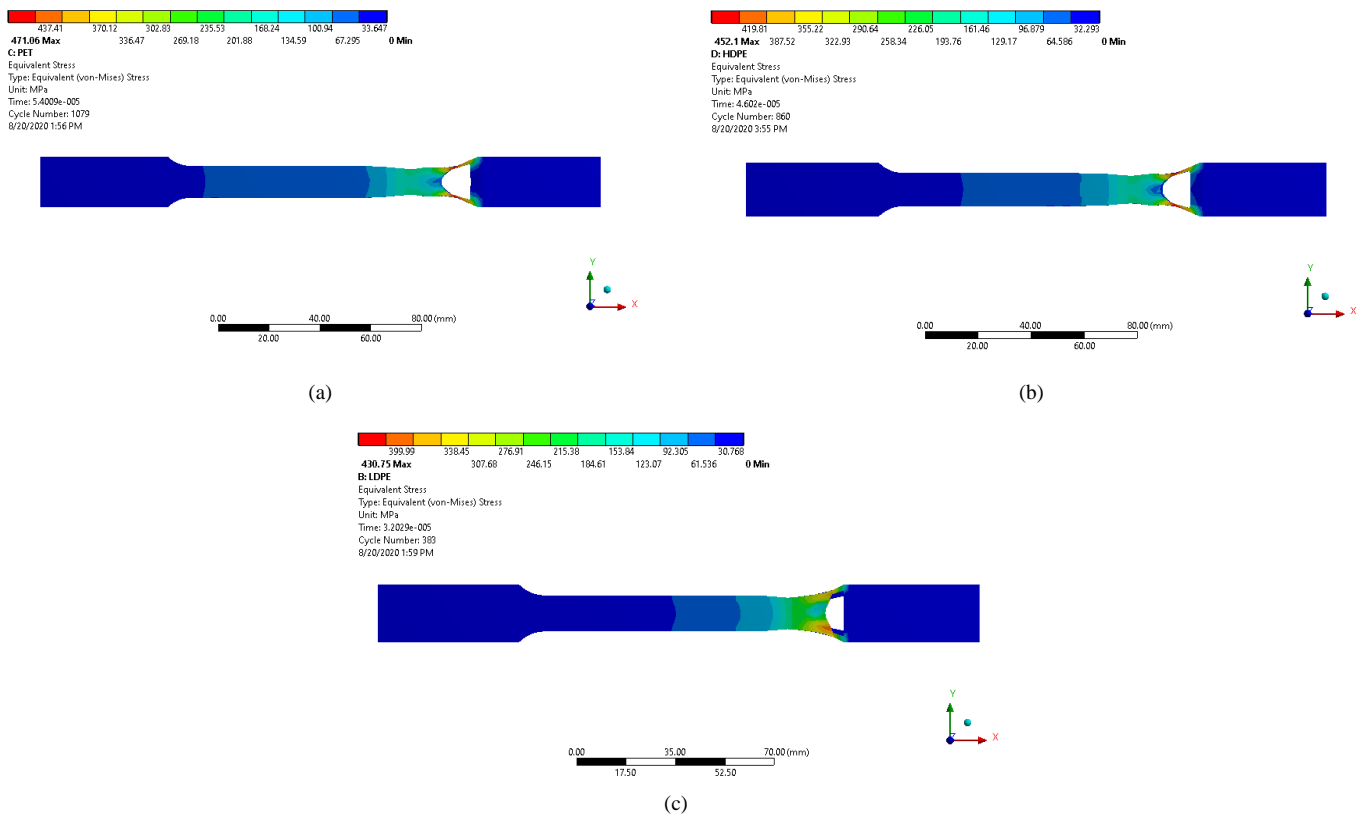 437.41 370.12 302.83 235.53 168.24 100.94 33.647
471.06 Max 336.47 269.18 201.88 134.59 67.295 0 Min
C: PET
Equivalent Stress
Type: Equivalent (von-Mises) Stress
Unit: MPa
Time: 5.4009e-005
Cycle Number: 1079
8/20/2020 1:56 PM
Y
X
Z
0.00 40.00 80.00 (mm)
20.00 60.00
(a)
419.81 355.22 290.64 226.05 161.46 96.879 32.293
452.1 Max 387.52 322.93 258.34 193.76 129.17 64.586 0 Min
D: HDPE
Equivalent Stress
Type: Equivalent (von-Mises) Stress
Unit: MPa
Time: 4.602e-005
Cycle Number: 860
8/20/2020 3:55 PM
Y
X
Z
0.00 40.00 80.00 (mm)
20.00 60.00
(b)
399.99 338.45 276.91 215.38 153.84 92.305 30.768
430.75 Max 307.68 246.15 184.61 123.07 61.536 0 Min
B: LDPE
Equivalent Stress
Type: Equivalent (von-Mises) Stress
Unit: MPa
Time: 3.2029e-005
Cycle Number: 383
8/20/2020 1:59 PM
Y
X
Z
0.00 35.00 70.00 (mm)
17.50 52.50
(c)